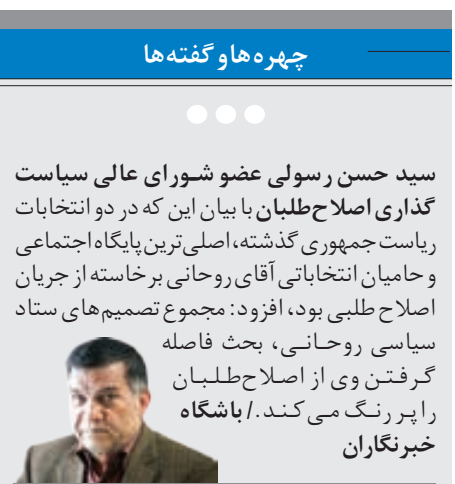 چهره‌ها و گفته‌ها
سید حسن رسولی عضو شورای عالی سیاست
گذاری اصلاح‌طلبان با بیان این که در دو انتخابات
ریاست جمهوری گذشته، اصلی‌ترین پایگاه اجتماعی
و حامیان انتخاباتی آقای روحانی برخاسته از جریان
اصلاح طلبی بود، افزود: مجموع تصمیم‌های ستاد
سیاسی روحانی، بحث فاصله
گرفتن وی از اصلاح‌طلبان
را پر رنگ می‌کند./ باشگاه
خبرنگاران